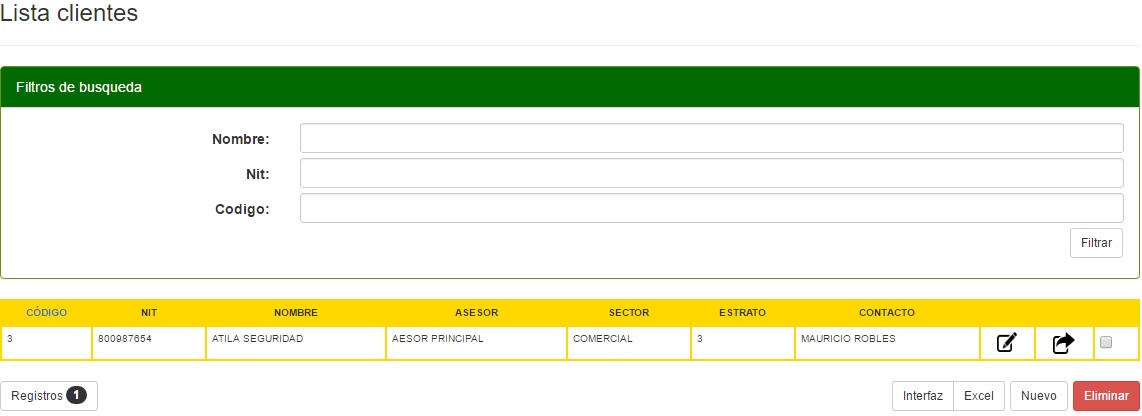 Lista clientes
Filtros de busqueda
Nombre:
Nit:
Codigo:
Filtrar
CÓDIGO NIT NOMBRE ASESOR SECTOR ESTRATO CONTACTO
3 800987654 ATILA SEGURIDAD AESOR PRINCIPAL COMERCIAL 3 MAURICIO ROBLES
Registros 1 Interfaz Excel Nuevo Eliminar